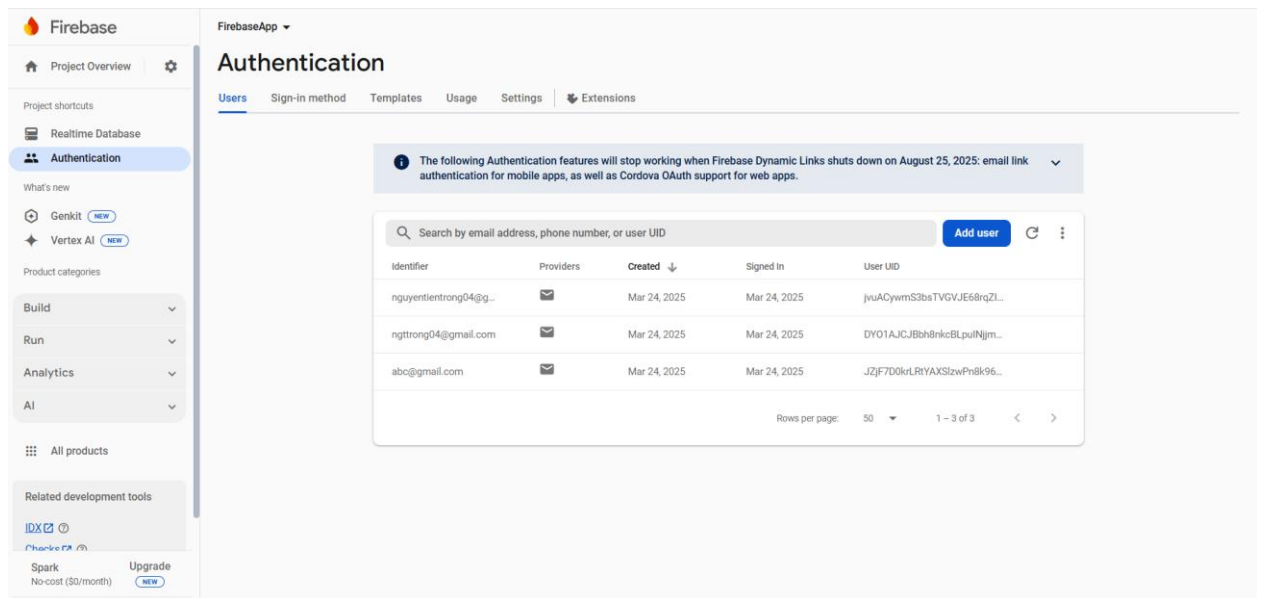 Firebase
FirebaseApp
Project Overview
Authentication
Users Sign-in method Templates Usage Settings Extensions
Project shortcuts
Realtime Database
Authentication
What's new
Genkit NEW
Vertex AI NEW
Product categories
Build
Run
Analytics
AI
All products
Related development tools
IDX
Checks
Spark
No-cost ($0/month)
Upgrade
NEW
The following Authentication features will stop working when Firebase Dynamic Links shuts down on August 25, 2025: email link
authentication for mobile apps, as well as Cordova OAuth support for web apps.
Search by email address, phone number, or user UID
Add user
Identifier Providers Created Signed In User UID
nguyentientrong04@g... Mar 24, 2025 Mar 24, 2025 jvuACywmS3bsTVGVJE68rqZI...
ngttrong04@gmail.com Mar 24, 2025 Mar 24, 2025 DYO1AJCJBbh8nkcBLpuINjjm...
abc@gmail.com Mar 24, 2025 Mar 24, 2025 JZjF7D0krLRtYAXSlzwPn8k96...
Rows per page: 50 1 – 3 of 3